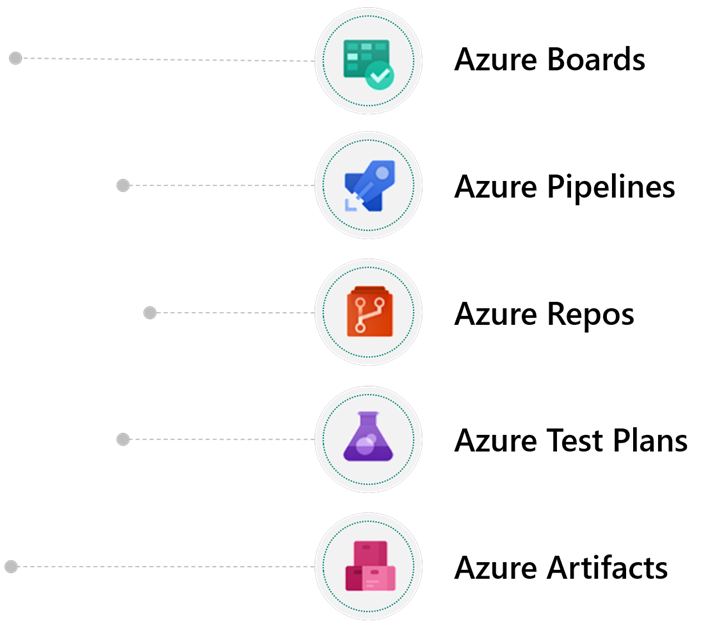 Azure Boards
Azure Pipelines
Azure Repos
Azure Test Plans
Azure Artifacts